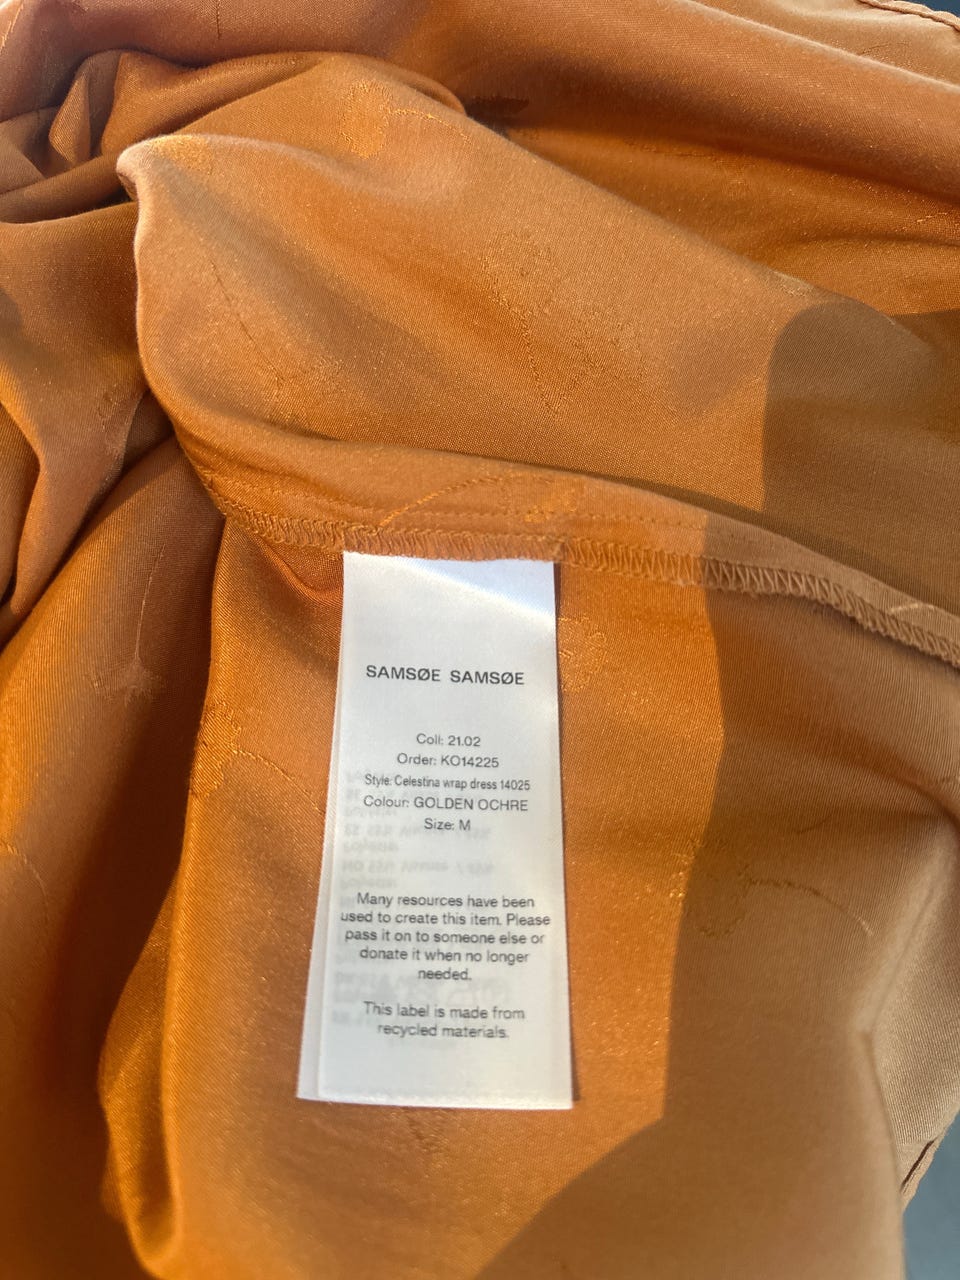 SAMSØE SAMSØE
Coll: 21.02
Order: KO14225
Style: Celestina wrap dress 14025
Colour: GOLDEN OCHRE
Size: M
Many resources have been
used to create this item. Please
pass it on to someone else or
donate it when no longer
needed.
This label is made from
recycled materials.